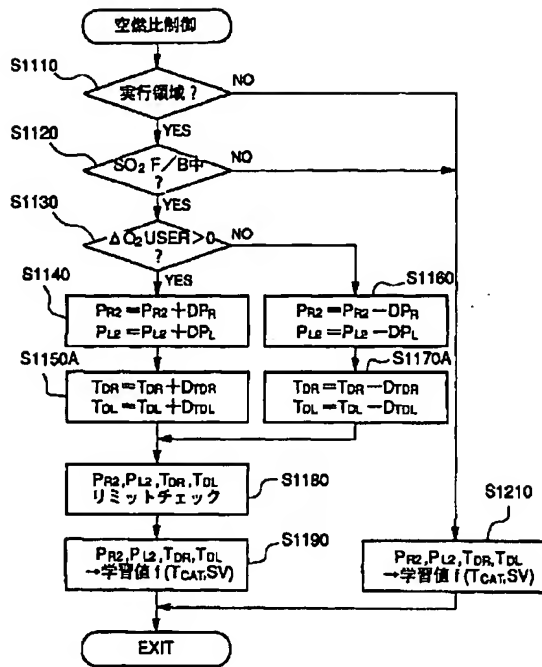 空燃比制御
S1110
実行領域?
NO
YES
S1120
SO₂ F/B中
?
NO
YES
S1130
ΔO₂USER>0
?
NO
YES
S1140
PR2=PR2+DPR
PL2=PL2+DPL
S1160
PR2=PR2−DPR
PL2=PL2−DPL
S1150A
TDR=TDR+DTDR
TDL=TDL+DTDL
S1170A
TDR=TDR−DTDR
TDL=TDL−DTDL
PR2,PL2,TDR,TDL
リミットチェック
S1180
PR2,PL2,TDR,TDL
→学習値f(TCAT,SV)
S1190
S1210
PR2,PL2,TDR,TDL
→学習値f(TCAT,SV)
EXIT